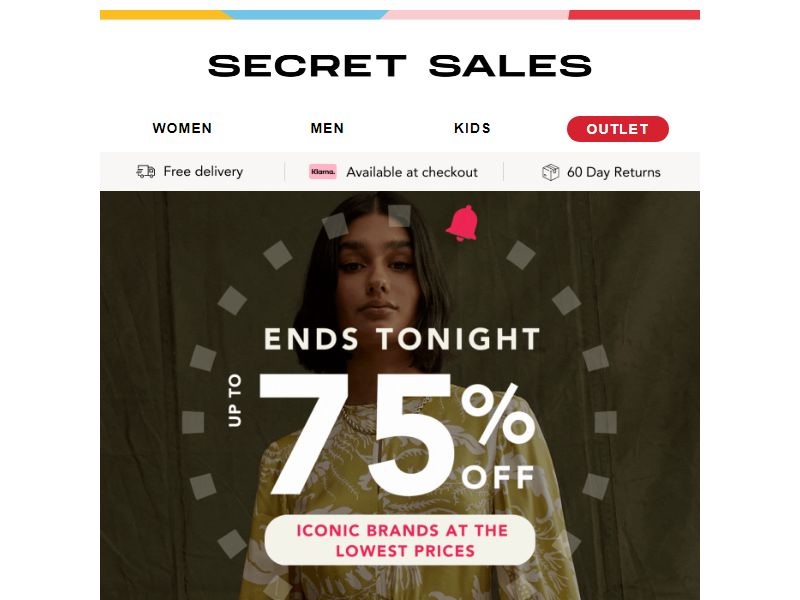 SECRET SALES
WOMEN MEN KIDS OUTLET
Free delivery Klarna. Available at checkout 60 Day Returns
ENDS TONIGHT
UP TO
75% OFF
ICONIC BRANDS AT THE
LOWEST PRICES